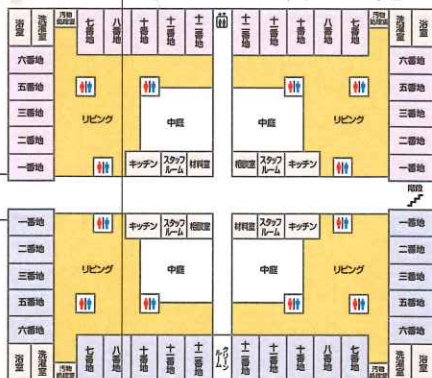 浴室
洗濯室
汚物
処理室
七番地
八番地
十番地
十一番地
十二番地
十二番地
十一番地
十番地
八番地
七番地
汚物
処理室
洗濯室
浴室
六番地
五番地
三番地
二番地
一番地
リビング
中庭
キッチン
スタッフ
ルーム
材料室
中庭
リビング
相談室
スタッフ
ルーム
キッチン
六番地
五番地
三番地
二番地
一番地
階段
一番地
二番地
三番地
五番地
六番地
キッチン
スタッフ
ルーム
相談室
リビング
中庭
材料室
スタッフ
ルーム
キッチン
中庭
リビング
一番地
二番地
三番地
五番地
六番地
浴室
洗濯室
汚物
処理室
七番地
八番地
十番地
十一番地
十二番地
クリーン
ルーム
十二番地
十一番地
十番地
八番地
七番地
汚物
処理室
洗濯室
浴室